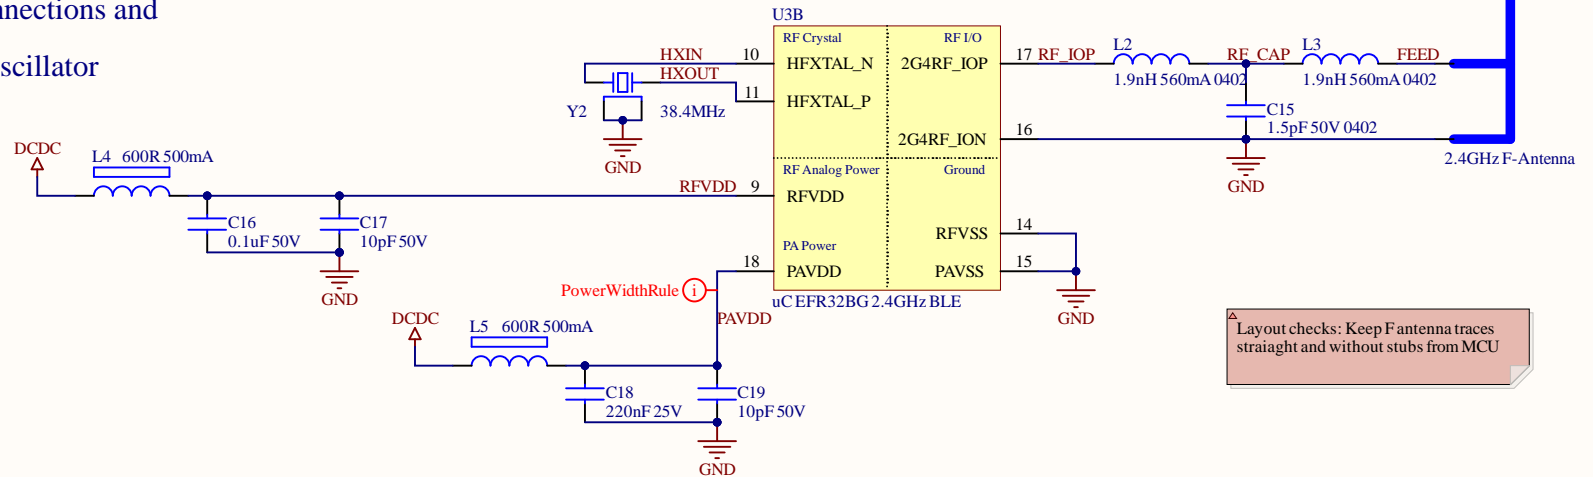 nnections and
scillator
U3B
RF Crystal
RF I/O
HXIN
10
HFXTAL_N
2G4RF_IOP
17
RF_IOP
L2
1.9nH 560mA 0402
RF_CAP
L3
1.9nH 560mA 0402
FEED
HXOUT
11
HFXTAL_P
Y2
38.4MHz
GND
C15
1.5pF 50V 0402
2G4RF_ION
16
GND
2.4GHz F-Antenna
DCDC
L4 600R 500mA
RF Analog Power
Ground
RFVDD
9
RFVDD
C16
0.1uF 50V
C17
10pF 50V
GND
RFVSS
14
PA Power
18
PAVDD
PAVSS
15
GND
PowerWidthRule
i
uC EFR32BG 2.4GHz BLE
PAVDD
DCDC
L5 600R 500mA
C18
220nF 25V
C19
10pF 50V
GND
Layout checks: Keep F antenna traces
straiaght and without stubs from MCU